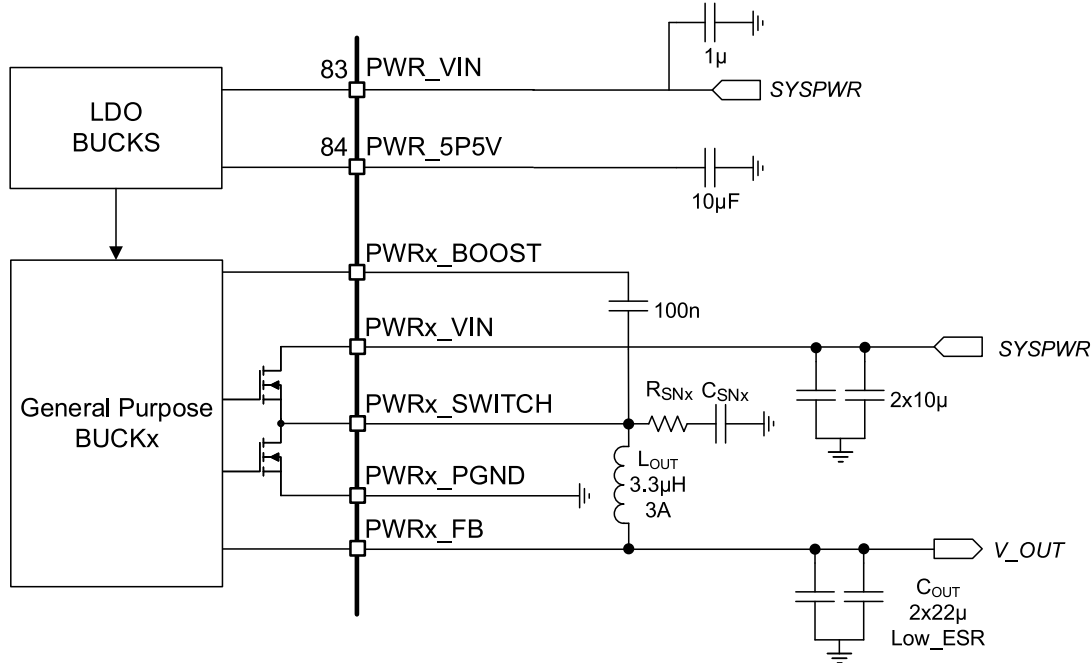 1µ
83 PWR_VIN
SYSPWR
LDO
BUCKS
84 PWR_5P5V
10µF
PWRx_BOOST
100n
PWRx_VIN
SYSPWR
General Purpose
BUCKx
2x10µ
PWRx_SWITCH
RSNx CSNx
LOUT
3.3µH
3A
PWRx_PGND
PWRx_FB
V_OUT
COUT
2x22µ
Low_ESR